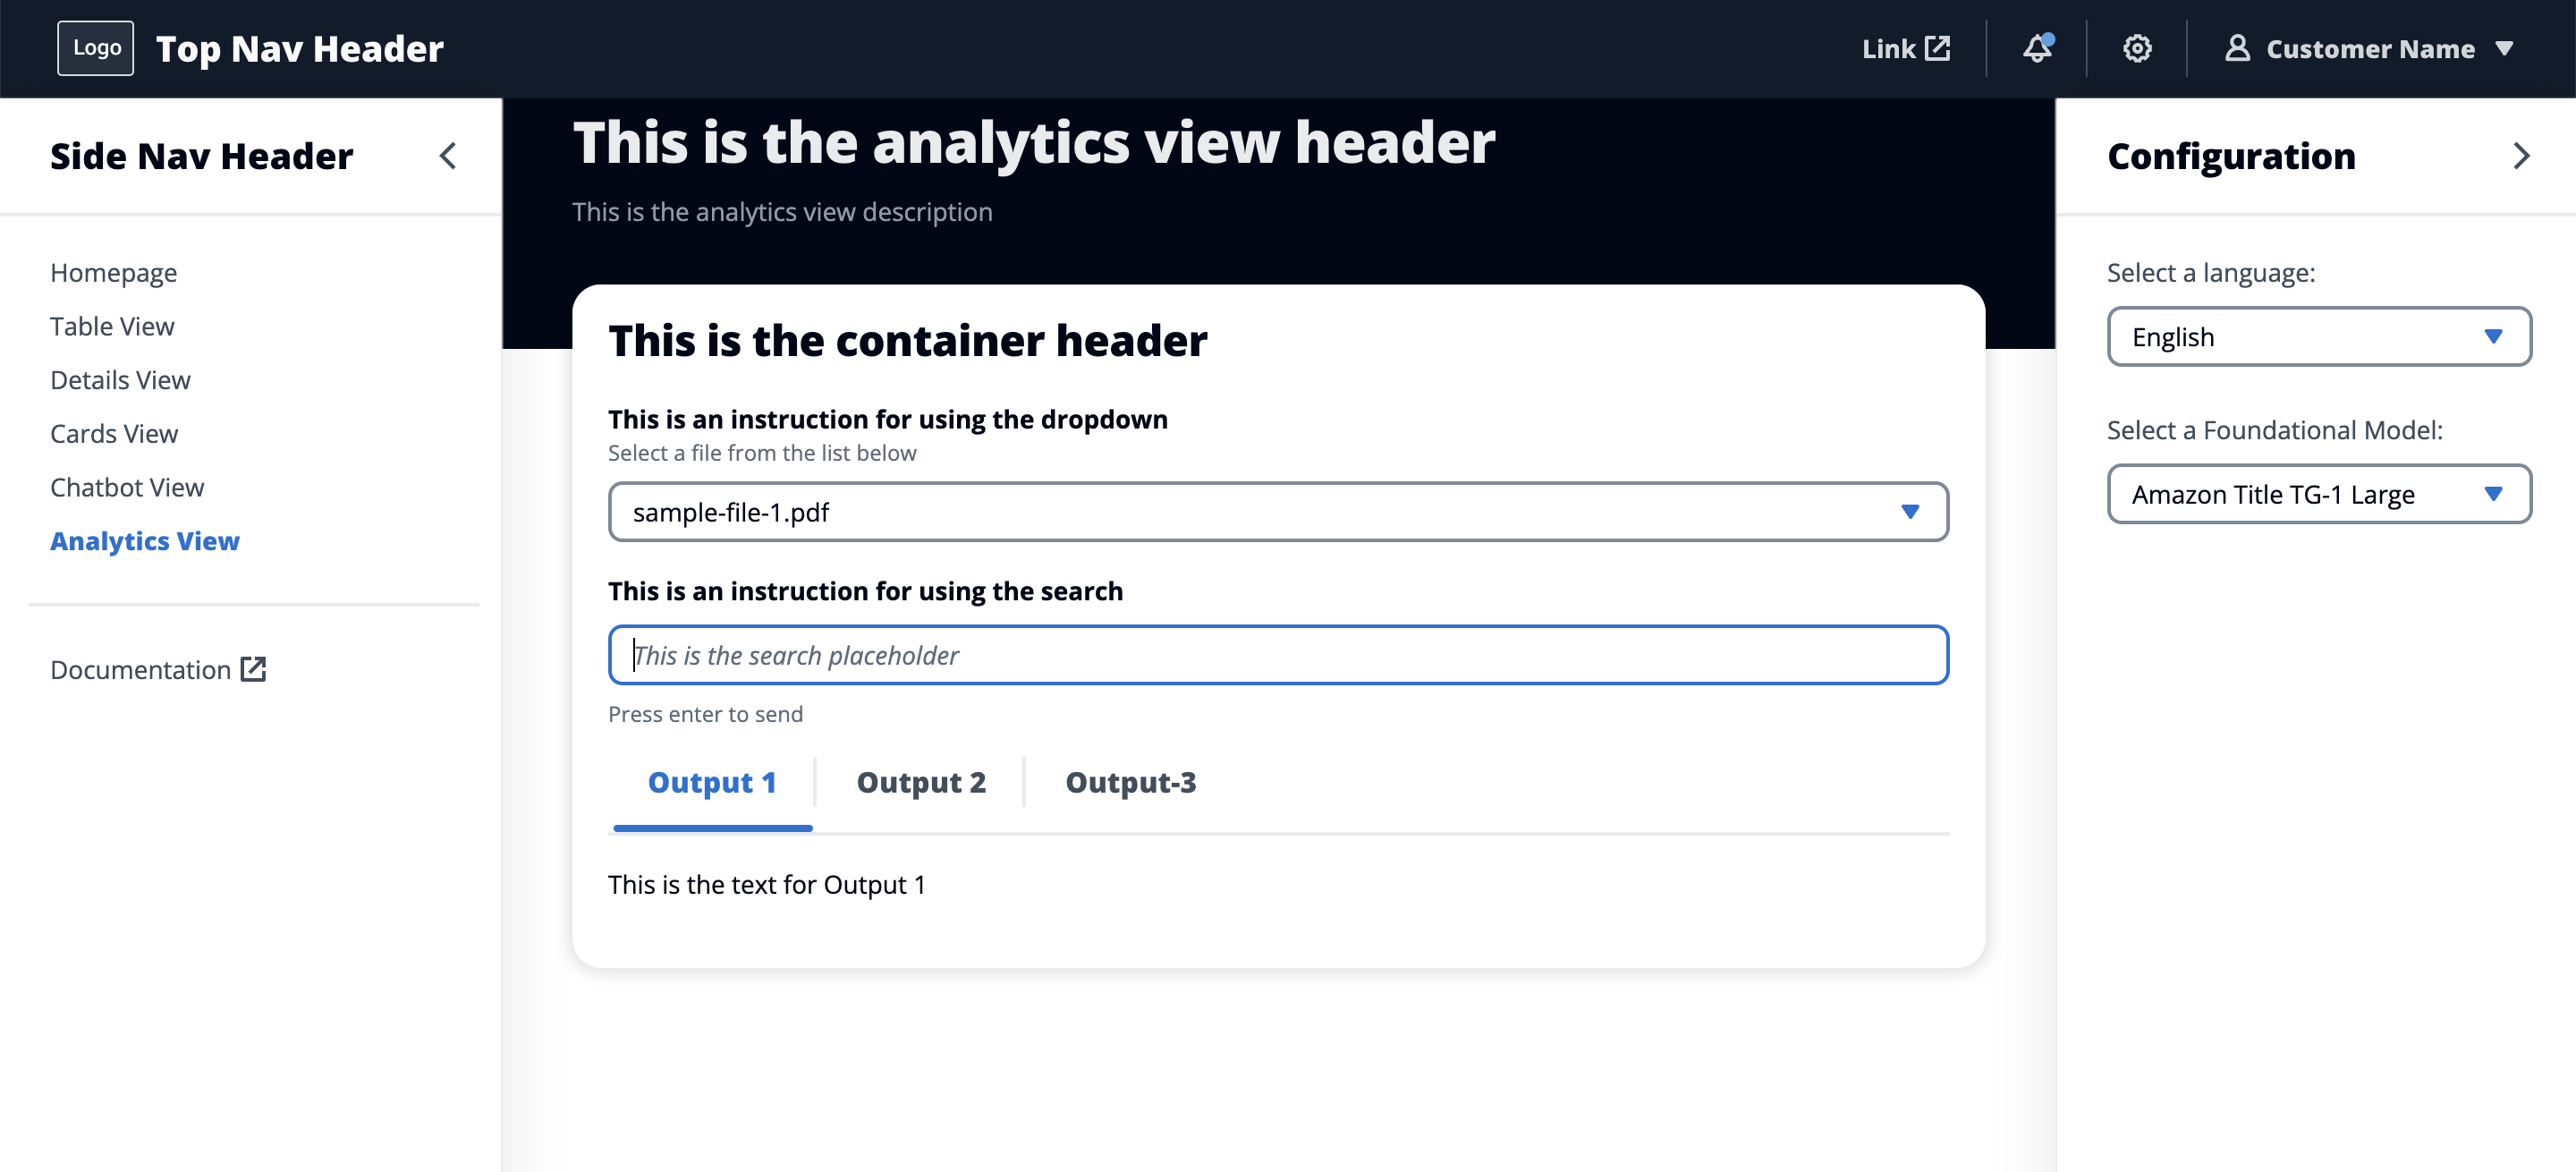 Logo
Top Nav Header
Link
Customer Name
Side Nav Header
Homepage
Table View
Details View
Cards View
Chatbot View
Analytics View
Documentation
This is the analytics view header
This is the analytics view description
This is the container header
This is an instruction for using the dropdown
Select a file from the list below
sample-file-1.pdf
This is an instruction for using the search
This is the search placeholder
Press enter to send
Output 1
Output 2
Output-3
This is the text for Output 1
Configuration
Select a language:
English
Select a Foundational Model:
Amazon Title TG-1 Large